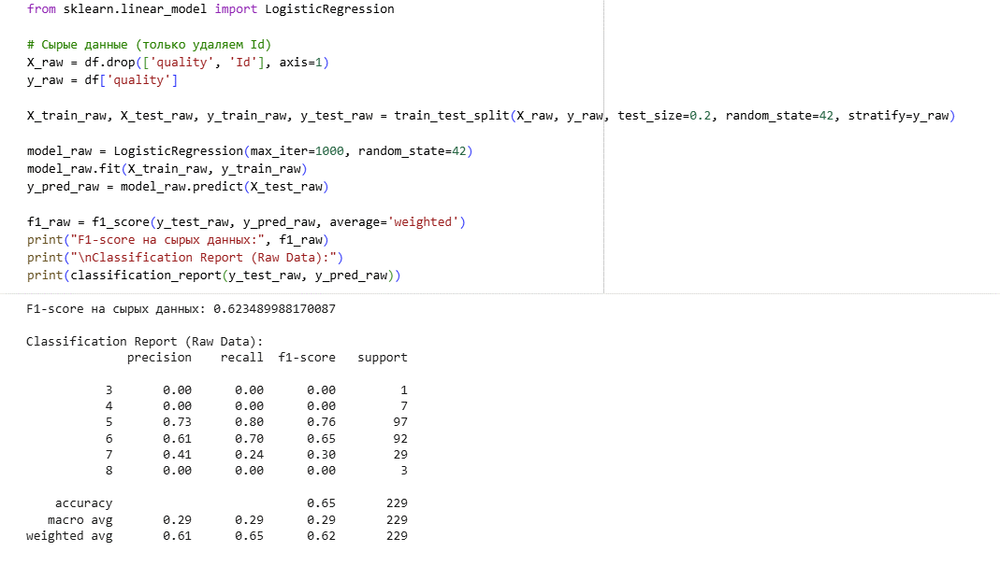 from sklearn.linear_model import LogisticRegression
# Сырые данные (только удаляем Id)
X_raw = df.drop(['quality', 'Id'], axis=1)
y_raw = df['quality']
X_train_raw, X_test_raw, y_train_raw, y_test_raw = train_test_split(X_raw, y_raw, test_size=0.2, random_state=42, stratify=y_raw)
model_raw = LogisticRegression(max_iter=1000, random_state=42)
model_raw.fit(X_train_raw, y_train_raw)
y_pred_raw = model_raw.predict(X_test_raw)
f1_raw = f1_score(y_test_raw, y_pred_raw, average='weighted')
print("F1-score на сырых данных:", f1_raw)
print("\nClassification Report (Raw Data):")
print(classification_report(y_test_raw, y_pred_raw))
F1-score на сырых данных: 0.623489988170087
Classification Report (Raw Data):
precision recall f1-score support
3 0.00 0.00 0.00 1
4 0.00 0.00 0.00 7
5 0.73 0.80 0.76 97
6 0.61 0.70 0.65 92
7 0.41 0.24 0.30 29
8 0.00 0.00 0.00 3
accuracy 0.65 229
macro avg 0.29 0.29 0.29 229
weighted avg 0.61 0.65 0.62 229